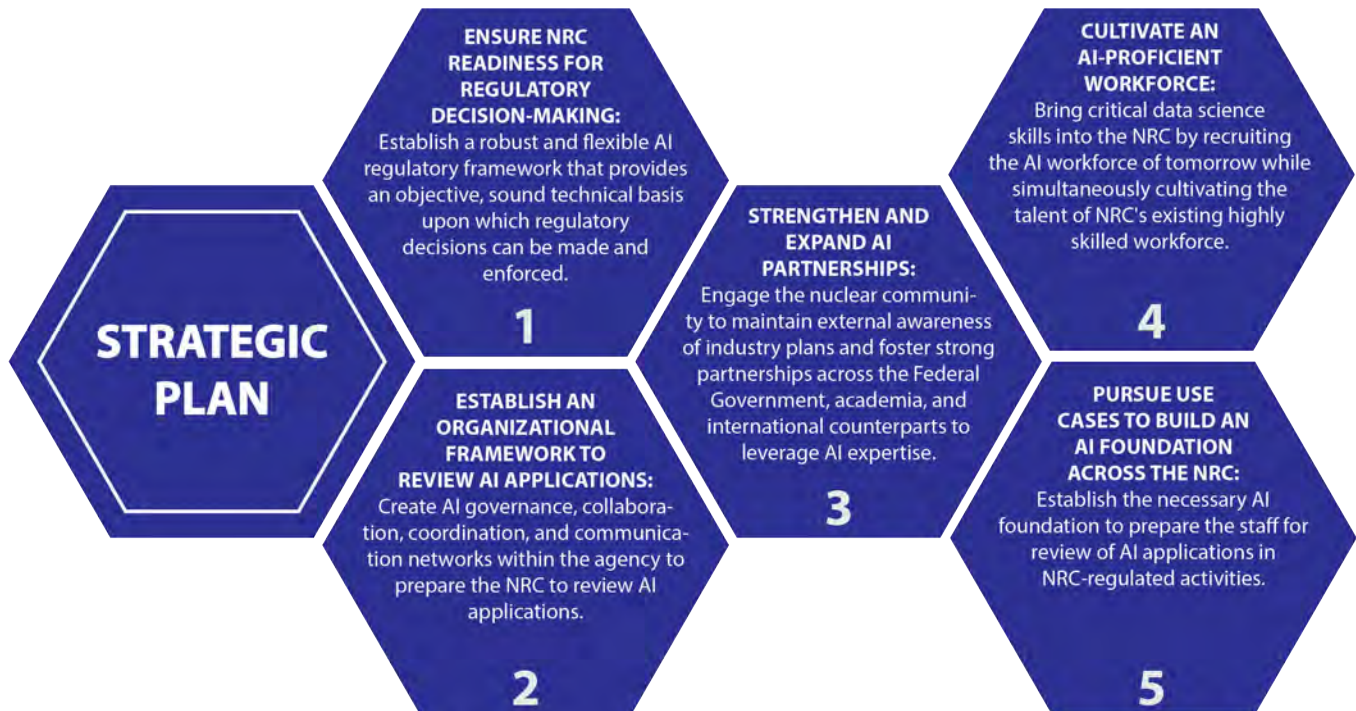 STRATEGIC
PLAN
ENSURE NRC
READINESS FOR
REGULATORY
DECISION-MAKING:
Establish a robust and flexible AI
regulatory framework that provides
an objective, sound technical basis
upon which regulatory
decisions can be made and
enforced.
1
ESTABLISH AN
ORGANIZATIONAL
FRAMEWORK TO
REVIEW AI APPLICATIONS:
Create AI governance, collabora-
tion, coordination, and communica-
tion networks within the agency to
prepare the NRC to review AI
applications.
2
STRENGTHEN AND
EXPAND AI
PARTNERSHIPS:
Engage the nuclear communi-
ty to maintain external awareness
of industry plans and foster strong
partnerships across the Federal
Government, academia, and
international counterparts to
leverage AI expertise.
3
CULTIVATE AN
AI-PROFICIENT
WORKFORCE:
Bring critical data science
skills into the NRC by recruiting
the AI workforce of tomorrow while
simultaneously cultivating the
talent of NRC's existing highly
skilled workforce.
4
PURSUE USE
CASES TO BUILD AN
AI FOUNDATION
ACROSS THE NRC:
Establish the necessary AI
foundation to prepare the staff for
review of AI applications in
NRC-regulated activities.
5